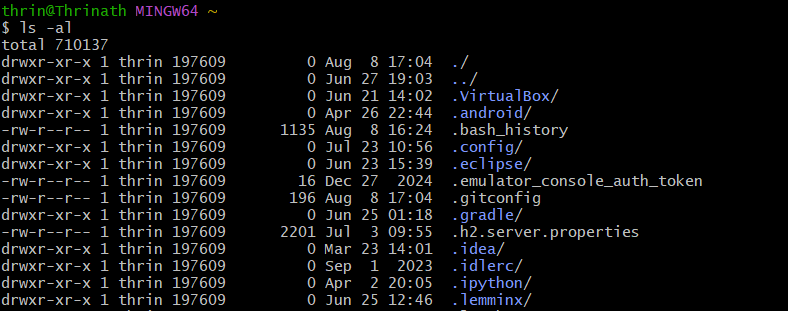 thrin@Thrinath MINGW64 ~
$ ls -al
total 710137
drwxr-xr-x 1 thrin 197609          0 Aug  8 17:04  ./
drwxr-xr-x 1 thrin 197609          0 Jun 27 19:03  ../
drwxr-xr-x 1 thrin 197609          0 Jun 21 14:02  .VirtualBox/
drwxr-xr-x 1 thrin 197609          0 Apr 26 22:44  .android/
-rw-r--r-- 1 thrin 197609       1135 Aug  8 16:24  .bash_history
drwxr-xr-x 1 thrin 197609          0 Jul 23 10:56  .config/
drwxr-xr-x 1 thrin 197609          0 Jun 23 15:39  .eclipse/
-rw-r--r-- 1 thrin 197609         16 Dec 27  2024  .emulator_console_auth_token
-rw-r--r-- 1 thrin 197609        196 Aug  8 17:04  .gitconfig
drwxr-xr-x 1 thrin 197609          0 Jun 25 01:18  .gradle/
-rw-r--r-- 1 thrin 197609       2201 Jul  3 09:55  .h2.server.properties
drwxr-xr-x 1 thrin 197609          0 Mar 23 14:01  .idea/
drwxr-xr-x 1 thrin 197609          0 Sep  1  2023  .idlerc/
drwxr-xr-x 1 thrin 197609          0 Apr  2 20:05  .ipython/
drwxr-xr-x 1 thrin 197609          0 Jun 25 12:46  .lemminx/